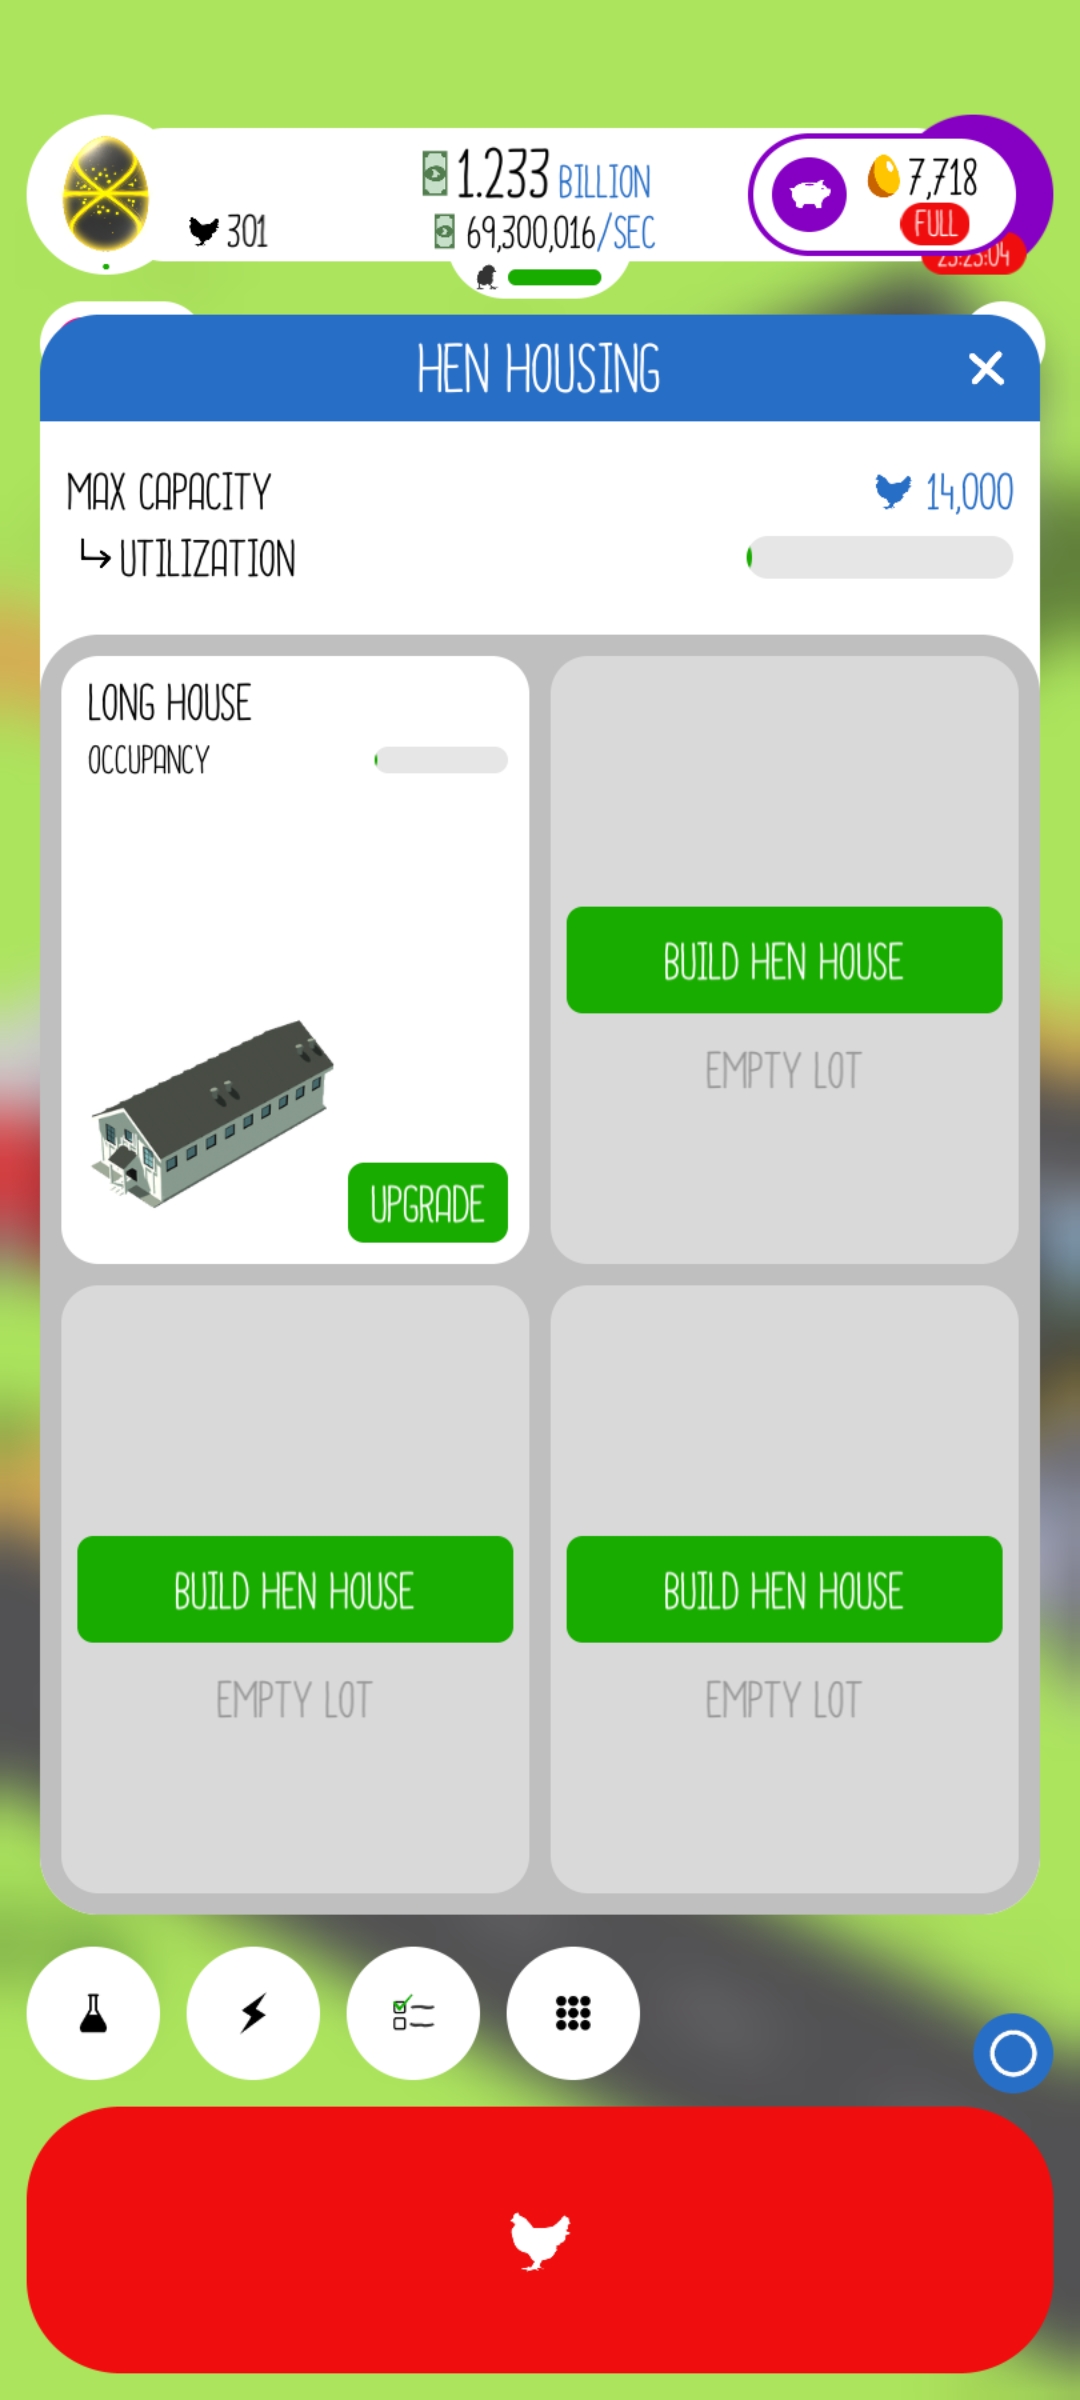 1.233 BILLION
301
69,300,016/SEC
7,718
FULL
23:23:04
HEN HOUSING
MAX CAPACITY
14,000
UTILIZATION
LONG HOUSE
OCCUPANCY
UPGRADE
BUILD HEN HOUSE
EMPTY LOT
BUILD HEN HOUSE
EMPTY LOT
BUILD HEN HOUSE
EMPTY LOT